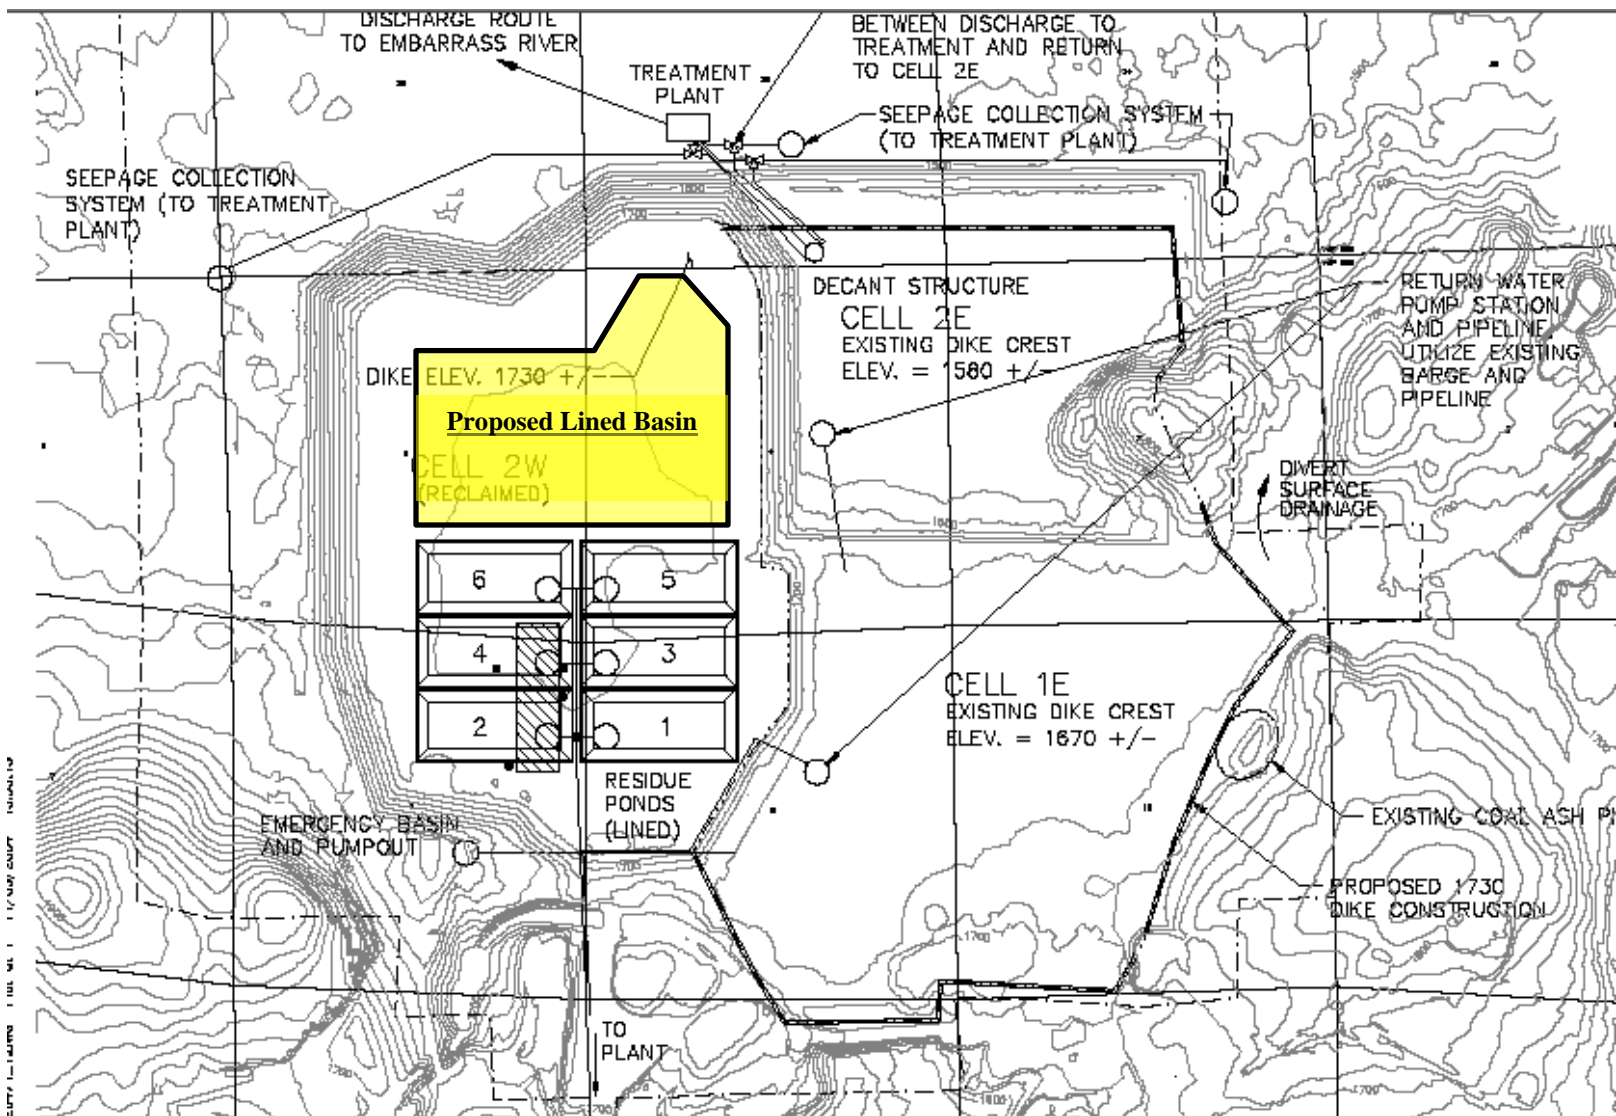 DISCHARGE ROUTE
TO EMBARRASS RIVER
BETWEEN DISCHARGE TO
TREATMENT AND RETURN
TO CELL 2E
TREATMENT
PLANT
SEEPAGE COLLECTION SYSTEM
(TO TREATMENT PLANT)
SEEPAGE COLLECTION
SYSTEM (TO TREATMENT
PLANT)
DECANT STRUCTURE
CELL 2E
EXISTING DIKE CREST
ELEV. = 1580 +/-
RETURN WATER
PUMP STATION
AND PIPELINE
UTILIZE EXISTING
BARGE AND
PIPELINE
DIKE ELEV. 1730 +/-
Proposed Lined Basin
CELL 2W
(RECLAIMED)
DIVERT
SURFACE
DRAINAGE
6
5
4
3
2
1
CELL 1E
EXISTING DIKE CREST
ELEV. = 1670 +/-
RESIDUE
PONDS
(LINED)
EMERGENCY BASIN
AND PUMPOUT
EXISTING COAL ASH
PROPOSED 1730
DIKE CONSTRUCTION
TO
PLANT